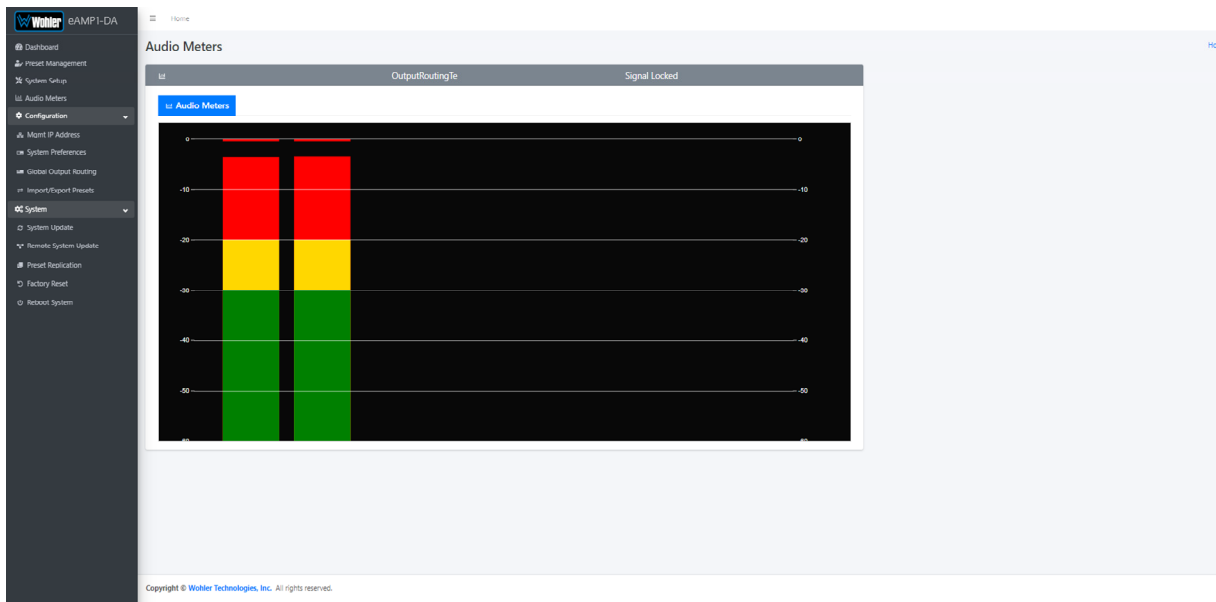 Wohler eAMP1-DA
Home
Dashboard
Preset Management
System Setup
Audio Meters
Configuration
Mgmt IP Address
System Preferences
Global Output Routing
Import/Export Presets
System
System Update
Remote System Update
Preset Replication
Factory Reset
Reboot System
Audio Meters
Ho
OutputRoutingTe Signal Locked
Audio Meters
0 0
-10 -10
-20 -20
-30 -30
-40 -40
-50 -50
Copyright © Wohler Technologies, Inc. All rights reserved.